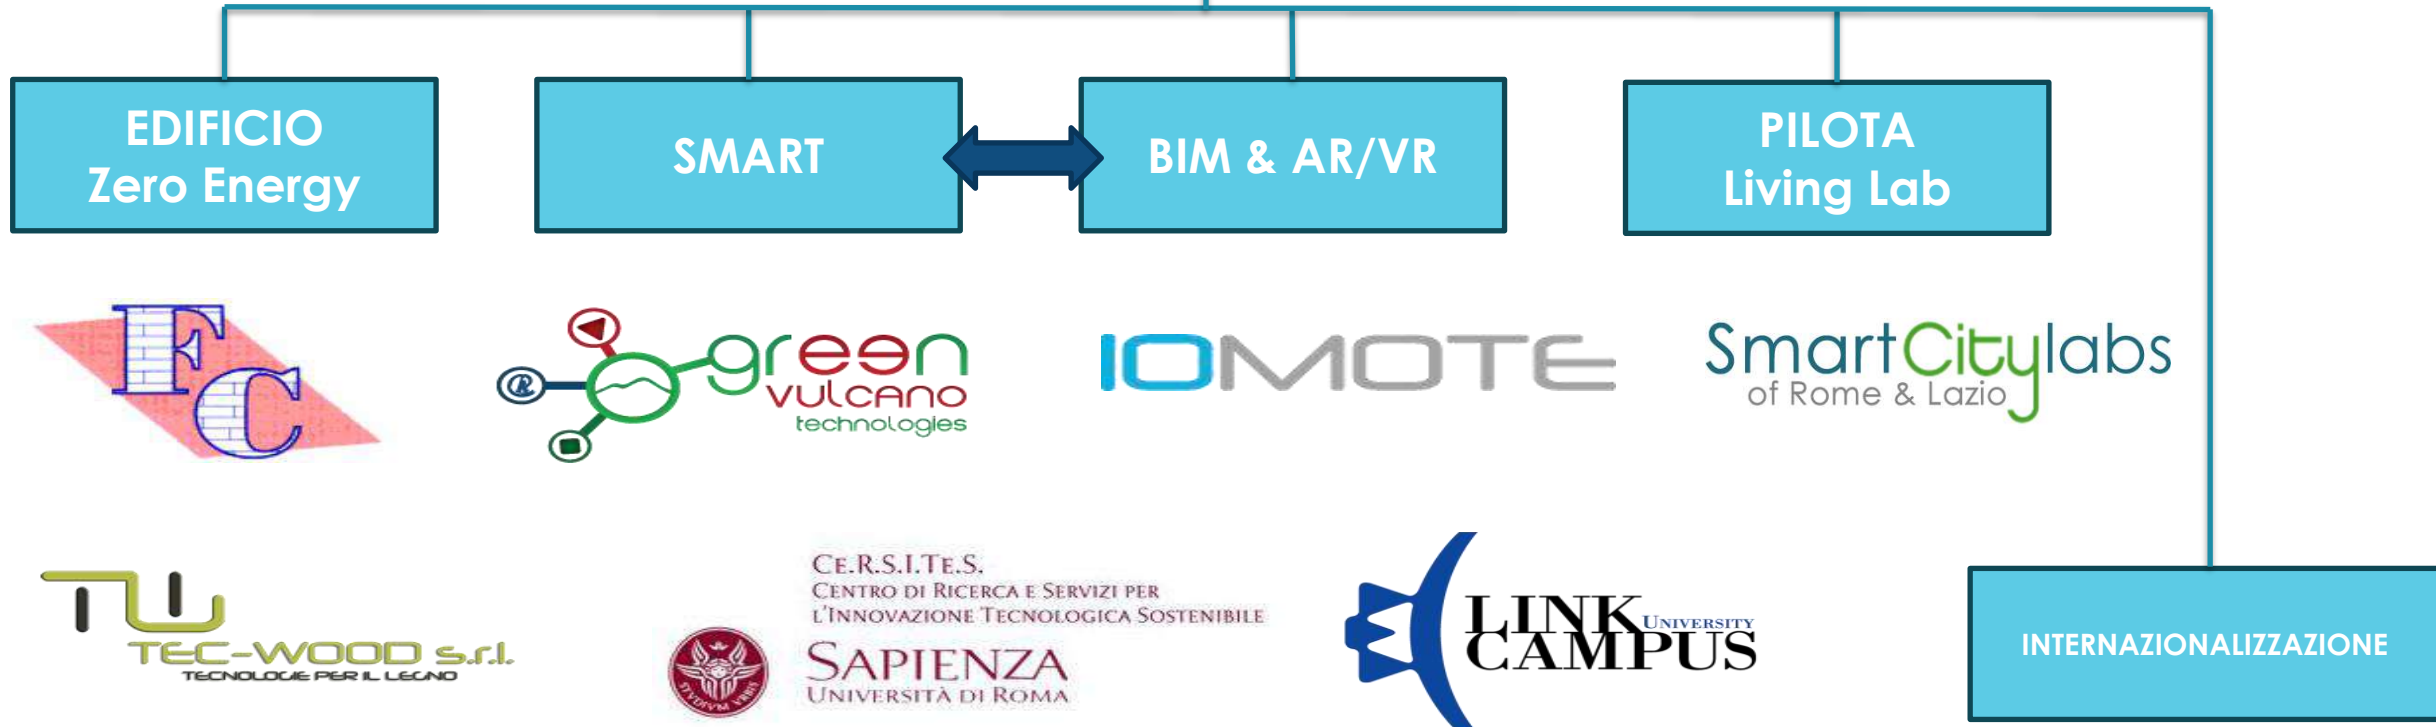 EDIFICIO
Zero Energy
SMART
BIM & AR/VR
PILOTA
Living Lab
FC
®
green
vulcano
technologies
IOMOTE
SmartCitylabs
of Rome & Lazio
TW
TEC-WOOD S.r.l.
TECNOLOGIE PER IL LEGNO
CE.R.S.I.TE.S.
CENTRO DI RICERCA E SERVIZI PER
L'INNOVAZIONE TECNOLOGICA SOSTENIBILE
STVDIVM VRBIS
SAPIENZA
UNIVERSITÀ DI ROMA
LINK
UNIVERSITY
CAMPUS
INTERNAZIONALIZZAZIONE